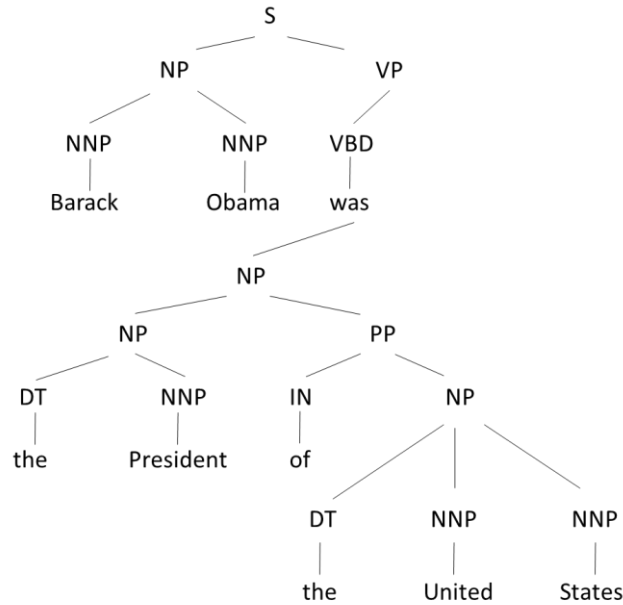 S
NP VP
NNP NNP VBD
Barack Obama was
NP
NP PP
DT NNP IN NP
the President of
DT NNP NNP
the United States